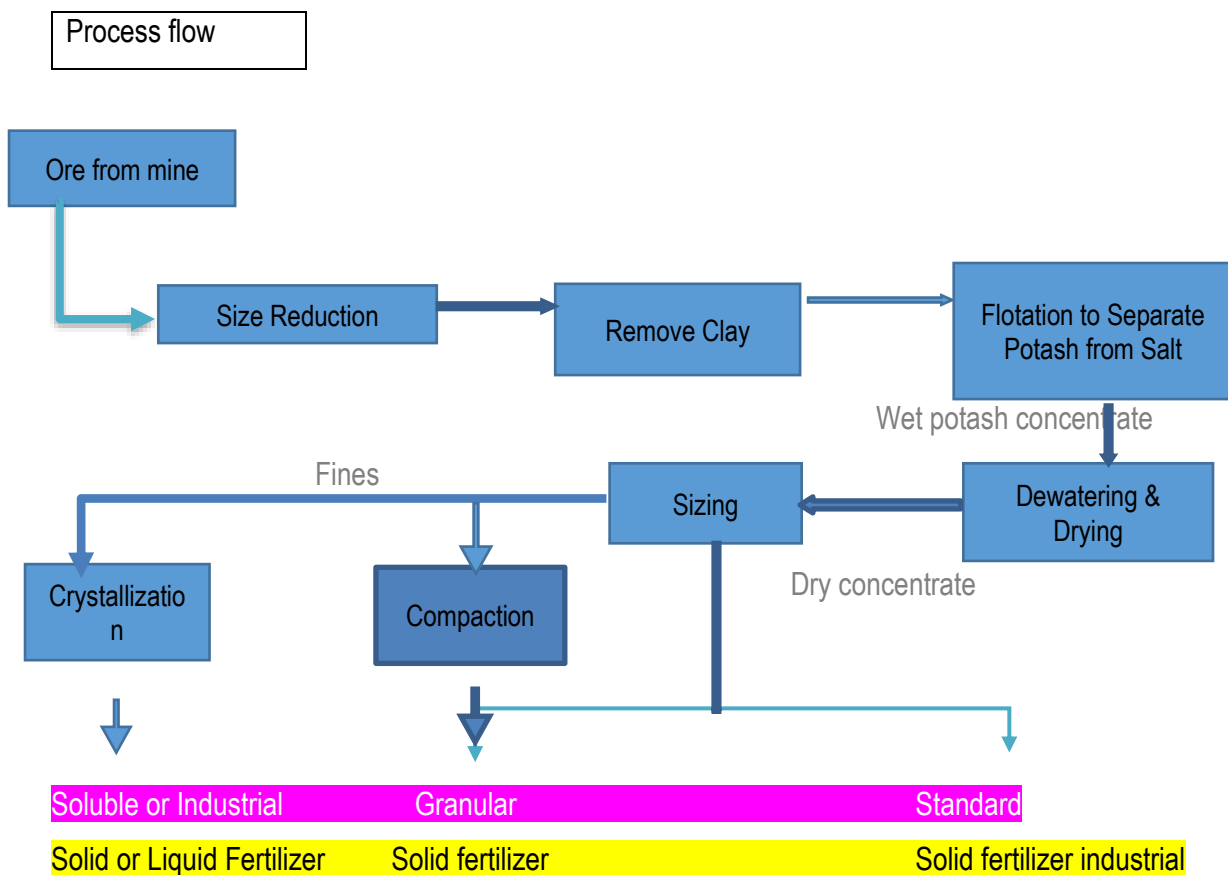 Process flow
Ore from mine
Size Reduction
Remove Clay
Flotation to Separate
Potash from Salt
Wet potash concentrate
Fines
Sizing
Dewatering &
Drying
Dry concentrate
Crystallizatio
n
Compaction
Soluble or Industrial Granular Standard
Solid or Liquid Fertilizer Solid fertilizer Solid fertilizer industrial